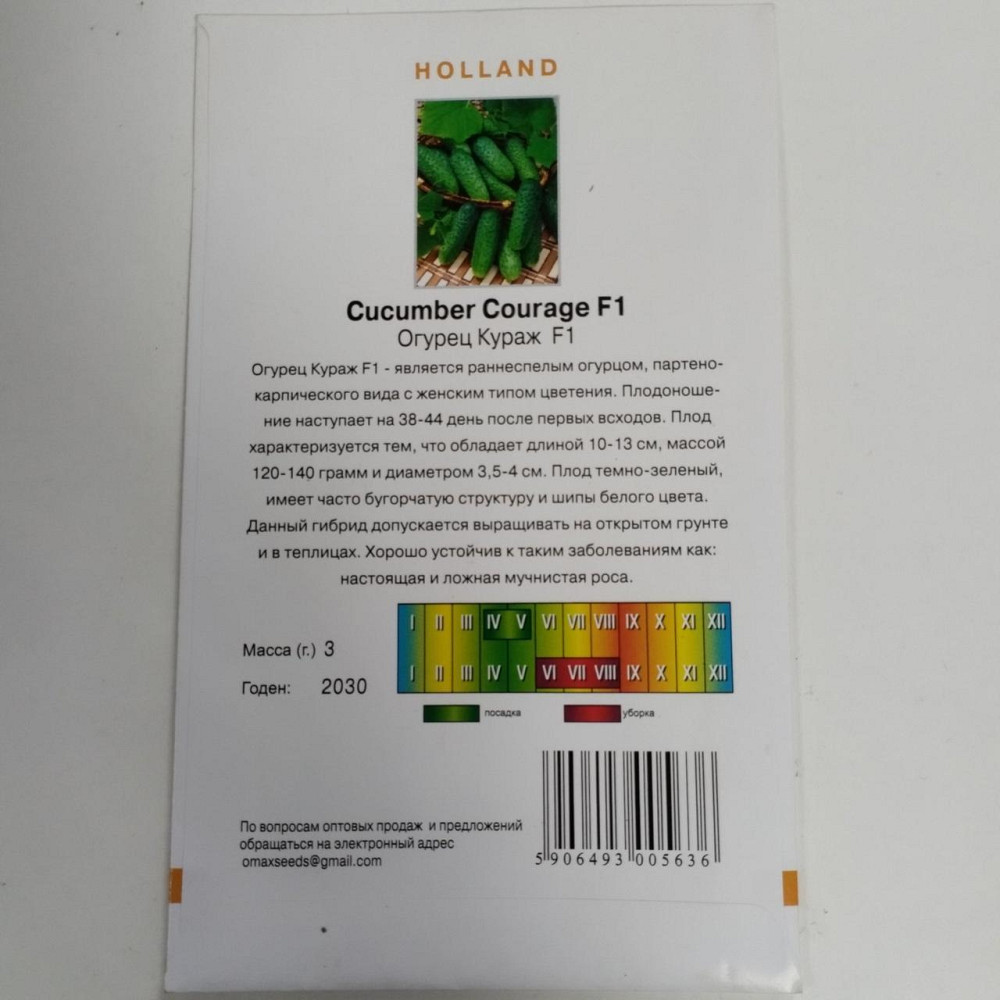 HOLLAND
Cucumber Courage F1
Огурец Кураж F1
Огурец Кураж F1 - является раннеспелым огурцом, партено-
карпического вида с женским типом цветения. Плодоноше-
ние наступает на 38-44 день после первых всходов. Плод
характеризуется тем, что обладает длиной 10-13 см, массой
120-140 грамм и диаметром 3,5-4 см. Плод темно-зеленый,
имеет часто бугорчатую структуру и шипы белого цвета.
Данный гибрид допускается выращивать на открытом грунте
и в теплицах. Хорошо устойчив к таким заболеваниям как:
настоящая и ложная мучнистая роса.
I II III IV V VI VII VIII IX X XI XII
Масса (г.) 3
I II III IV V VI VII VIII IX X XI XII
Годен: 2030
посадка уборка
По вопросам оптовых продаж и предложений
обращаться на электронный адрес
omaxseeds@gmail.com
5 906493 005636